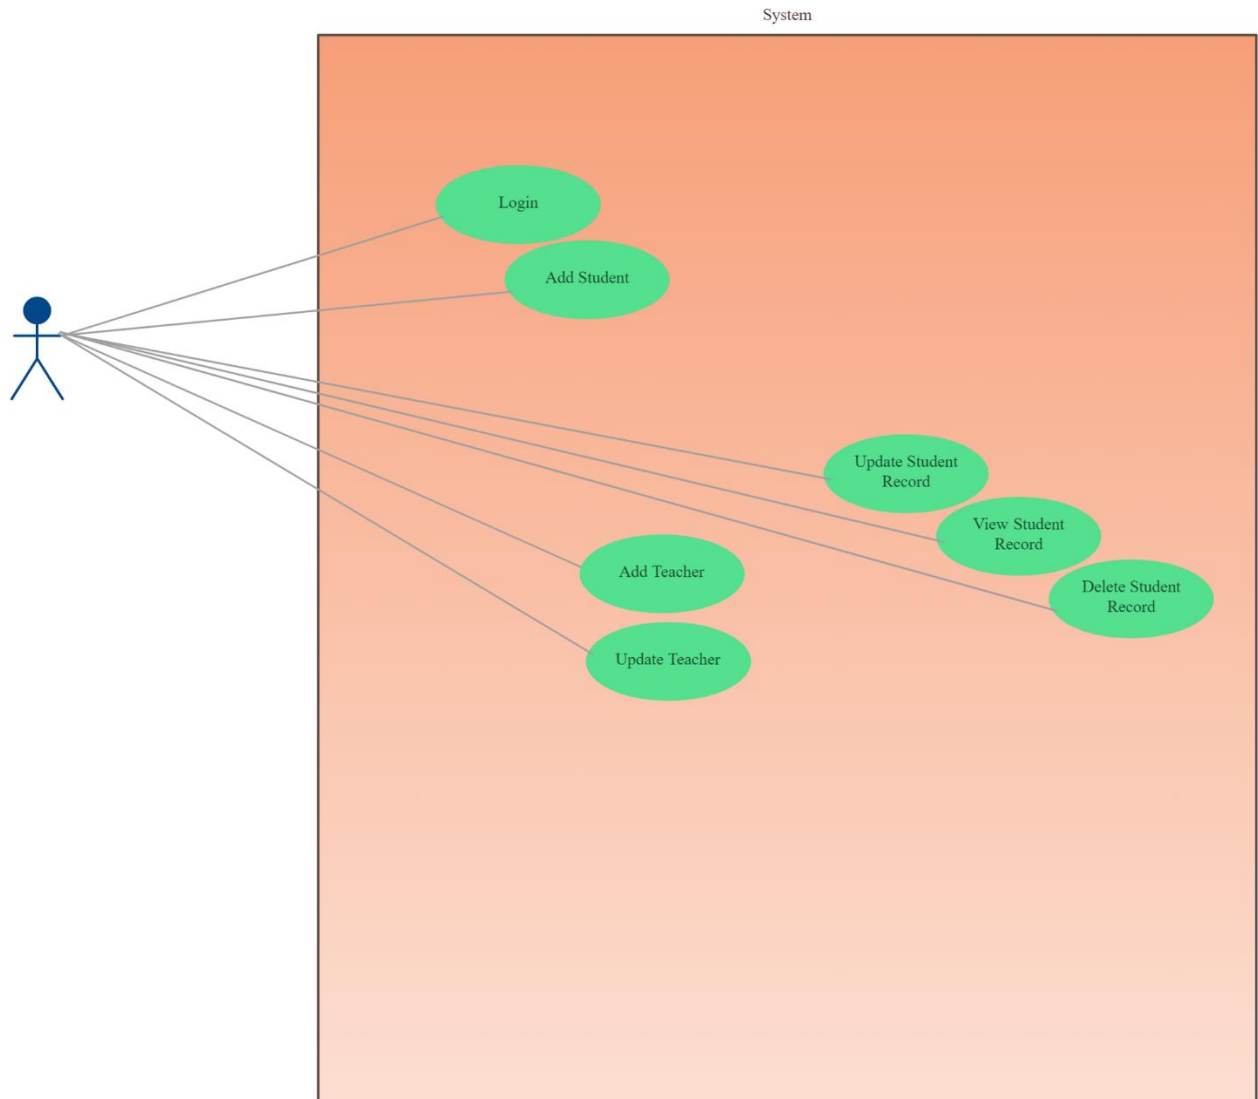 System
Login
Add Student
Update Student
Record
View Student
Record
Add Teacher
Delete Student
Record
Update Teacher